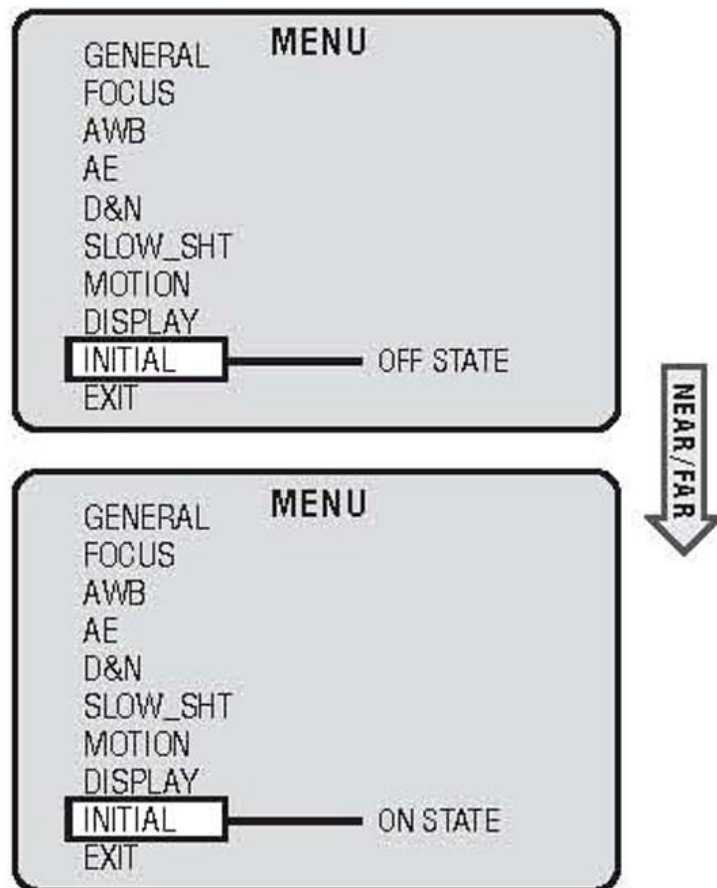 MENU
GENERAL
FOCUS
AWB
AE
D&N
SLOW_SHT
MOTION
DISPLAY
INITIAL OFF STATE
EXIT
NEAR/FAR
MENU
GENERAL
FOCUS
AWB
AE
D&N
SLOW_SHT
MOTION
DISPLAY
INITIAL ON STATE
EXIT